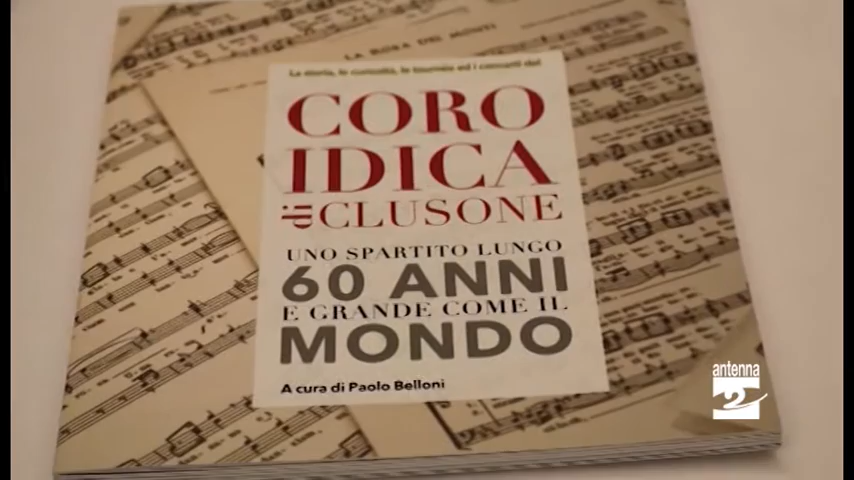 LA STORIA, le curiosità, le tournée ed i concerti del
CORO
IDICA
di CLUSONE
UNO SPARTITO LUNGO
60 ANNI
E GRANDE COME IL
MONDO
A cura di Paolo Belloni
antenna
2